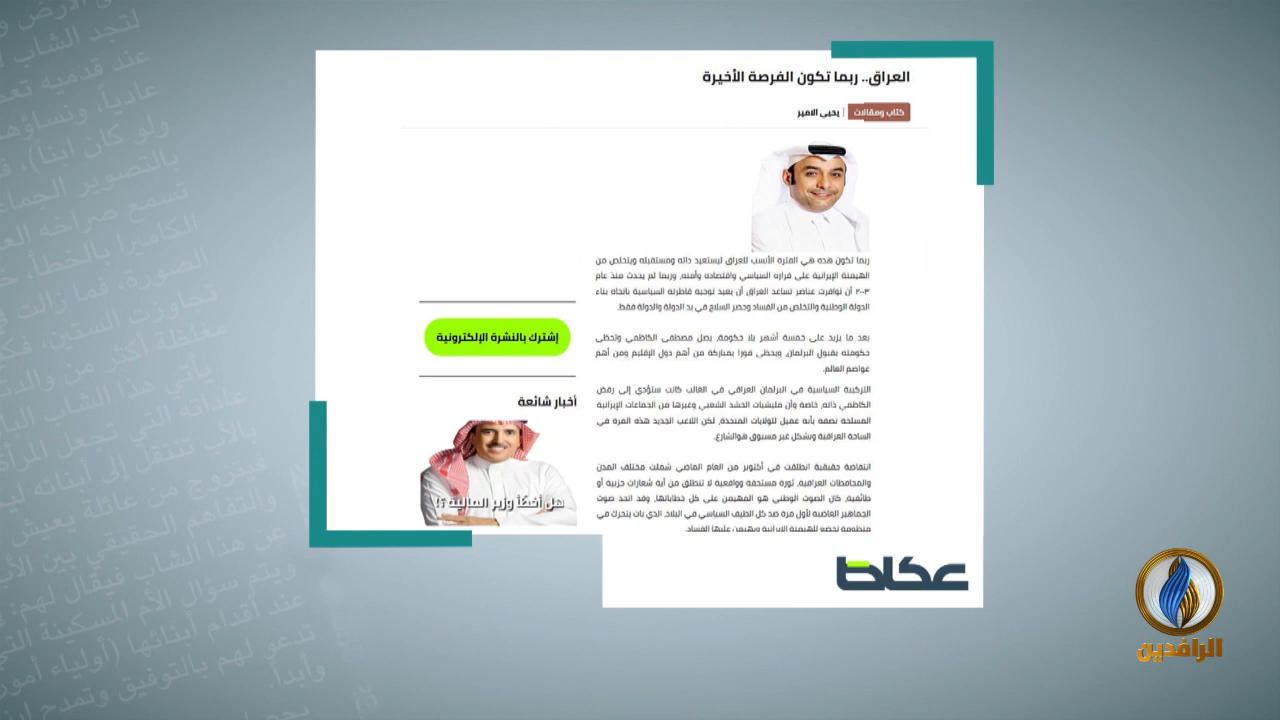 العراق.. ربما تكون الفرصة الأخيرة
كتاب ومقالات | يحيى الامير
ربما تكون هذه هي الفترة الأنسب للعراق ليستعيد ذاته ومستقبله ويتخلص من
الهيمنة الإيرانية على قراره السياسي واقتصاده وأمنه، وربما لم يحدث منذ عام
٢٠٠٣ أن توافرت عناصر تساعد العراق أن يعيد توجيه قاطرته السياسية باتجاه بناء
الدولة الوطنية والتخلص من الفساد وحصر السلاح في يد الدولة والدولة فقط.
بعد ما يزيد على خمسة أشهر بلا حكومة، يصل مصطفى الكاظمي وتحظى
حكومته بقبول البرلمان، ويحظى فورا بمباركة من أهم دول الإقليم ومن أهم
عواصم العالم.
التركيبة السياسية في البرلمان العراقي في الغالب كانت ستؤدي إلى رفض
الكاظمي ذاته، خاصة وأن مليشيات الحشد الشعبي وغيرها من الجماعات الإيرانية
المسلحة تصفه بأنه عميل للولايات المتحدة، لكن اللاعب الجديد هذه المرة في
الساحة العراقية وبشكل غير مسبوق هوالشارع.
انتفاضة حقيقية انطلقت في أكتوبر من العام الماضي شملت مختلف المدن
والمحافظات العراقية، ثورة مستحقة وواقعية لا تنطلق من أية شعارات حزبية أو
طائفية، كان الصوت الوطني هو المهيمن على كل خطاباتها، وقد اتحد صوت
الجماهير الغاضبة لأول مرة ضد كل الطيف السياسي في البلاد، الذي بات يتحرك في
منظومة تخضع للهيمنة الإيرانية ويهيمن عليها الفساد.
إشترك بالنشرة الإلكترونية
أخبار شائعة
هل أخطأ وزير المالية ؟!
عكاظ
الرافدين